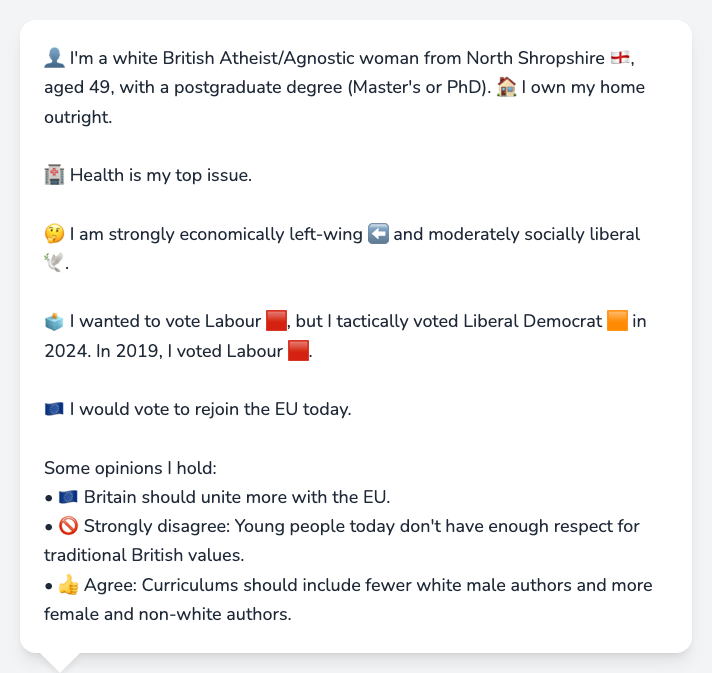 👤 I'm a white British Atheist/Agnostic woman from North Shropshire 🏴󠁧󠁢󠁥󠁮󠁧󠁿,
aged 49, with a postgraduate degree (Master's or PhD). 🏠 I own my home
outright.
🏥 Health is my top issue.
🤔 I am strongly economically left-wing ⬅️ and moderately socially liberal
🕊️.
🗳️ I wanted to vote Labour 🟥, but I tactically voted Liberal Democrat 🟧 in
2024. In 2019, I voted Labour 🟥.
🇪🇺 I would vote to rejoin the EU today.
Some opinions I hold:
• 🇪🇺 Britain should unite more with the EU.
• 🚫 Strongly disagree: Young people today don't have enough respect for
traditional British values.
• 👍 Agree: Curriculums should include fewer white male authors and more
female and non-white authors.